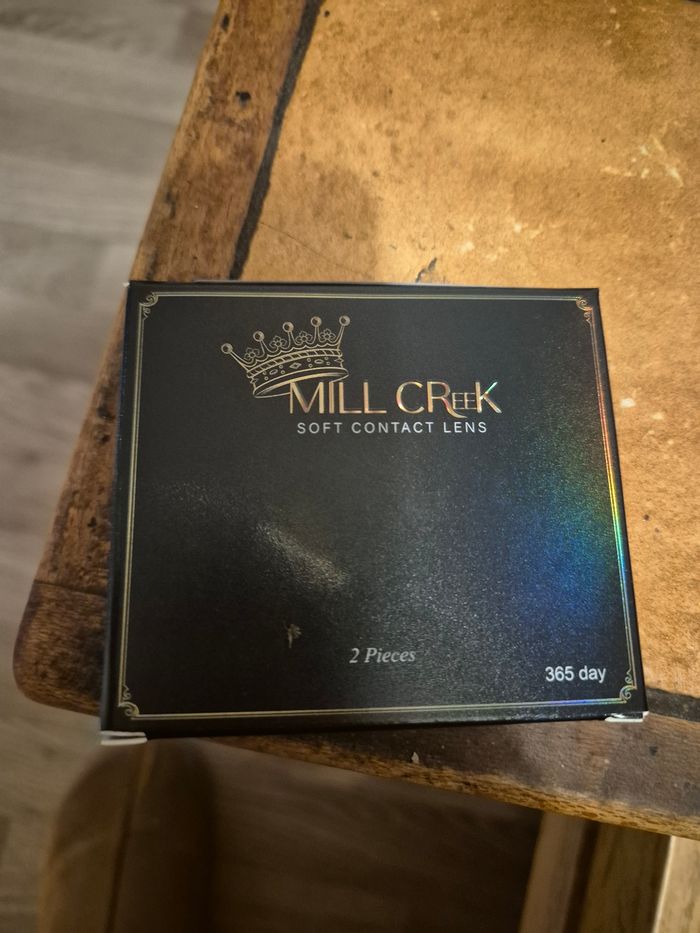 MILL CREEK
SOFT CONTACT LENS
2 Pieces
365 day